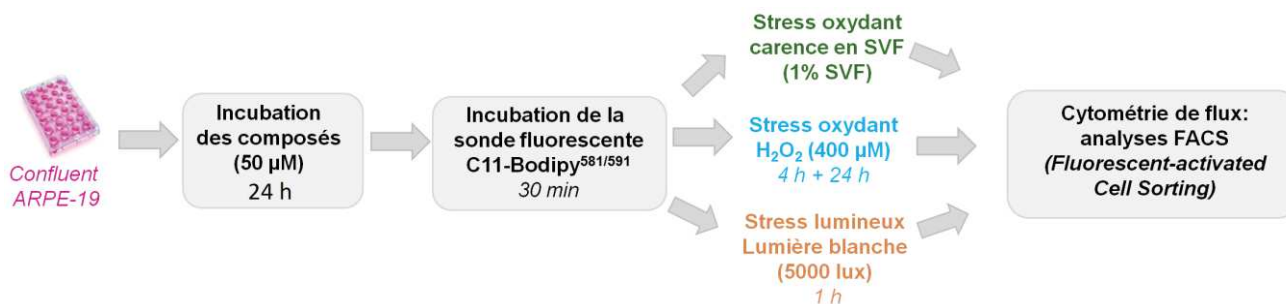 Confluent
ARPE-19
Incubation
des composés
(50 µM)
24 h
Incubation de la
sonde fluorescente
C11-Bodipy⁵⁸¹/⁵⁹¹
30 min
Stress oxydant
carence en SVF
(1% SVF)
Stress oxydant
H₂O₂ (400 µM)
4 h + 24 h
Stress lumineux
Lumière blanche
(5000 lux)
1 h
Cytométrie de flux:
analyses FACS
(Fluorescent-activated
Cell Sorting)